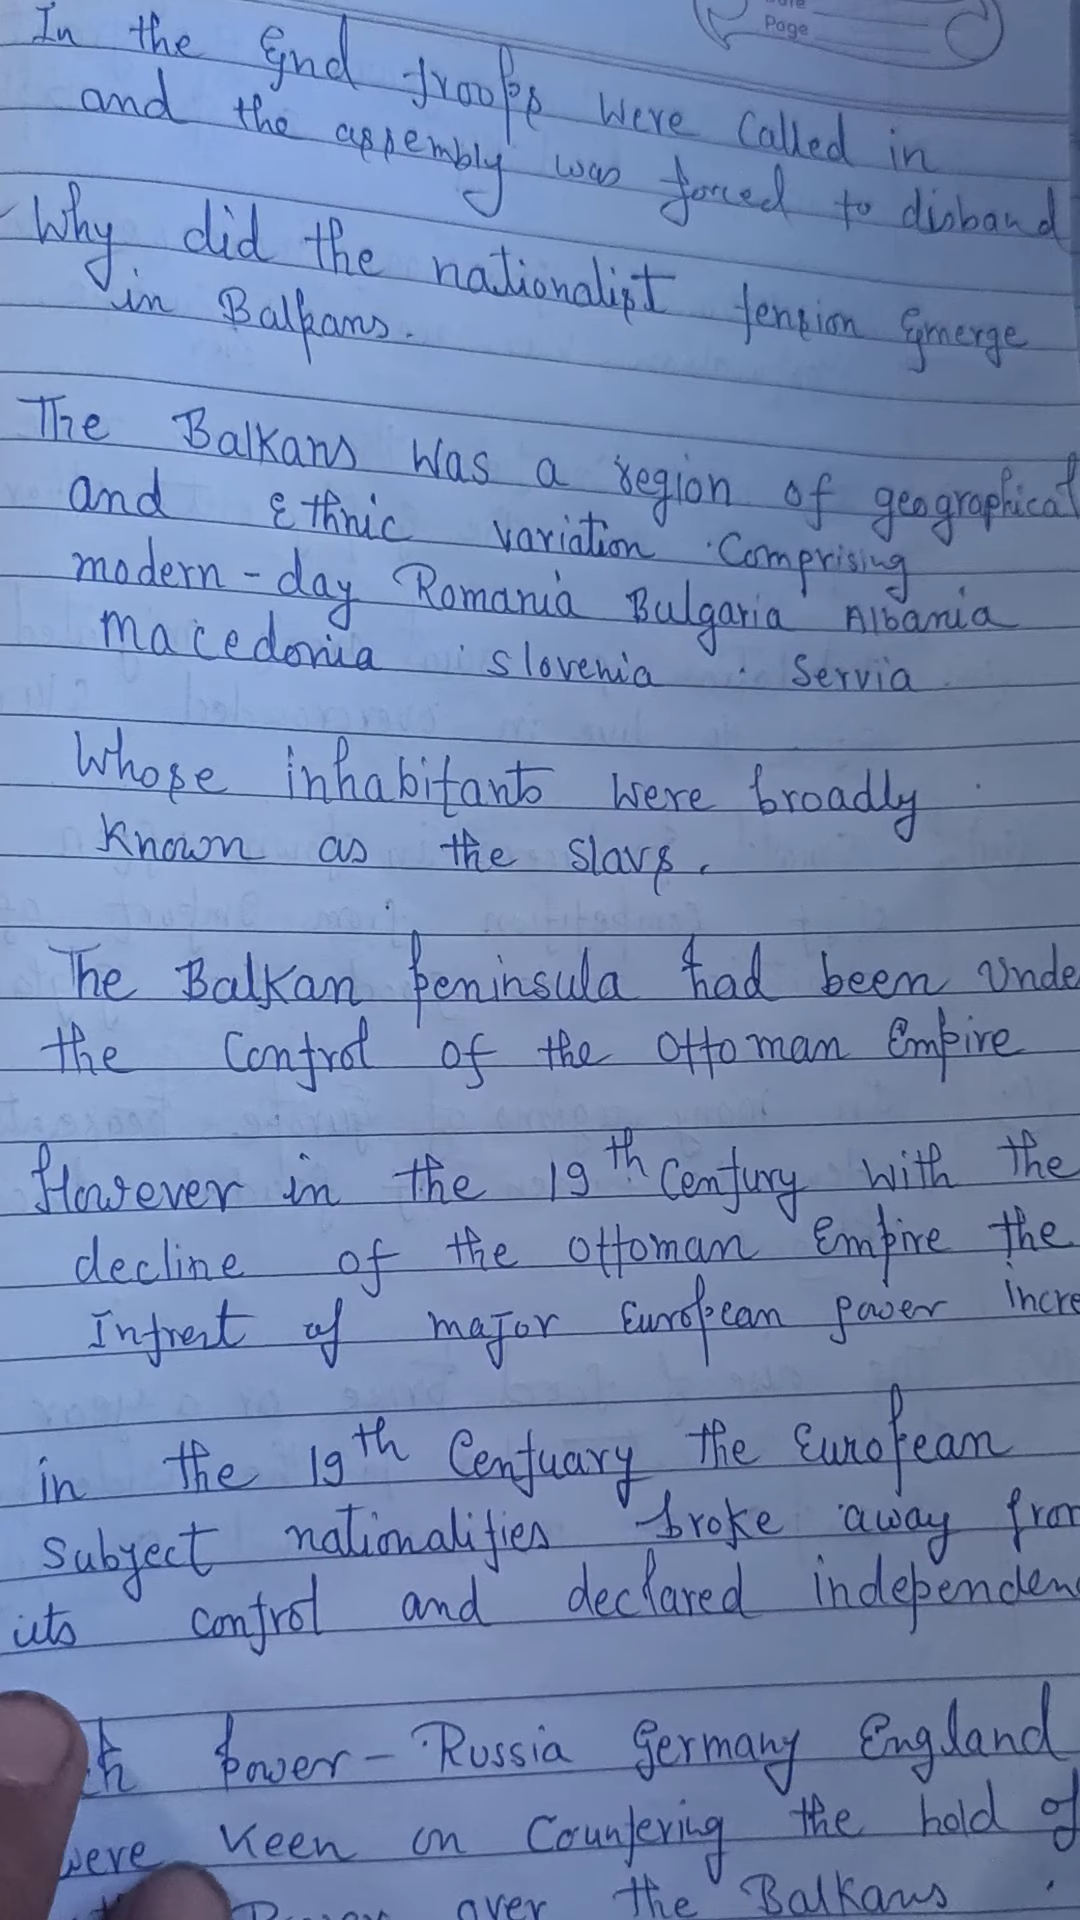 Page
In the End troops were called in
and the assembly was forced to disband
Why did the nationalist tension Emerge
in Balkans.
The Balkans was a region of geographical
and Ethnic variation Comprising
modern-day Romania Bulgaria Albania
Macedonia slovenia Servia
Whose inhabitants were broadly
Known as the slavs.
The Balkan peninsula had been Unde
the Control of the Ottoman Empire
However in the 19th Century with the
decline of the Ottoman Empire the
Intrest of major European power incre
in the 19th Centuary the European
subject nationalities broke away from
its control and declared independen
power - Russia Germany England
were Keen on Countering the hold of
over the Balkans.